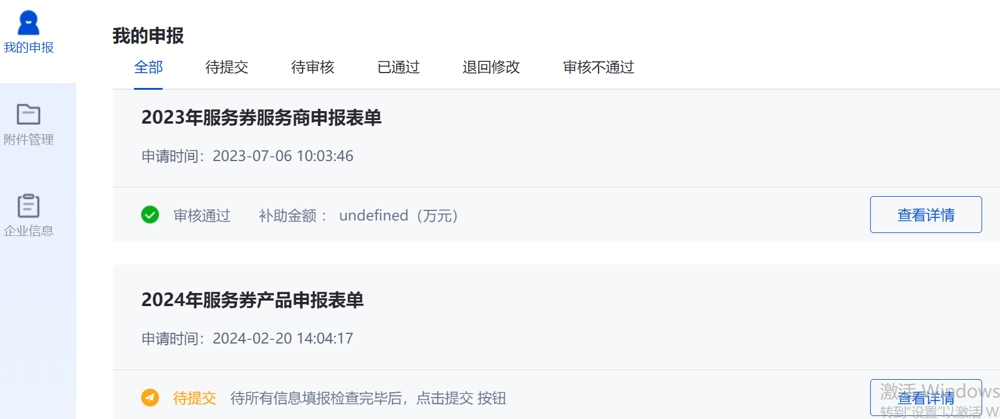 我的申报
附件管理
企业信息
我的申报
全部 待提交 待审核 已通过 退回修改 审核不通过
2023年服务券服务商申报表单
申请时间：2023-07-06 10:03:46
审核通过 补助金额： undefined（万元）
查看详情
2024年服务券产品申报表单
申请时间：2024-02-20 14:04:17
待提交 待所有信息填报检查完毕后，点击提交 按钮
查看详情
激活 Windows
转到“设置”以激活 W